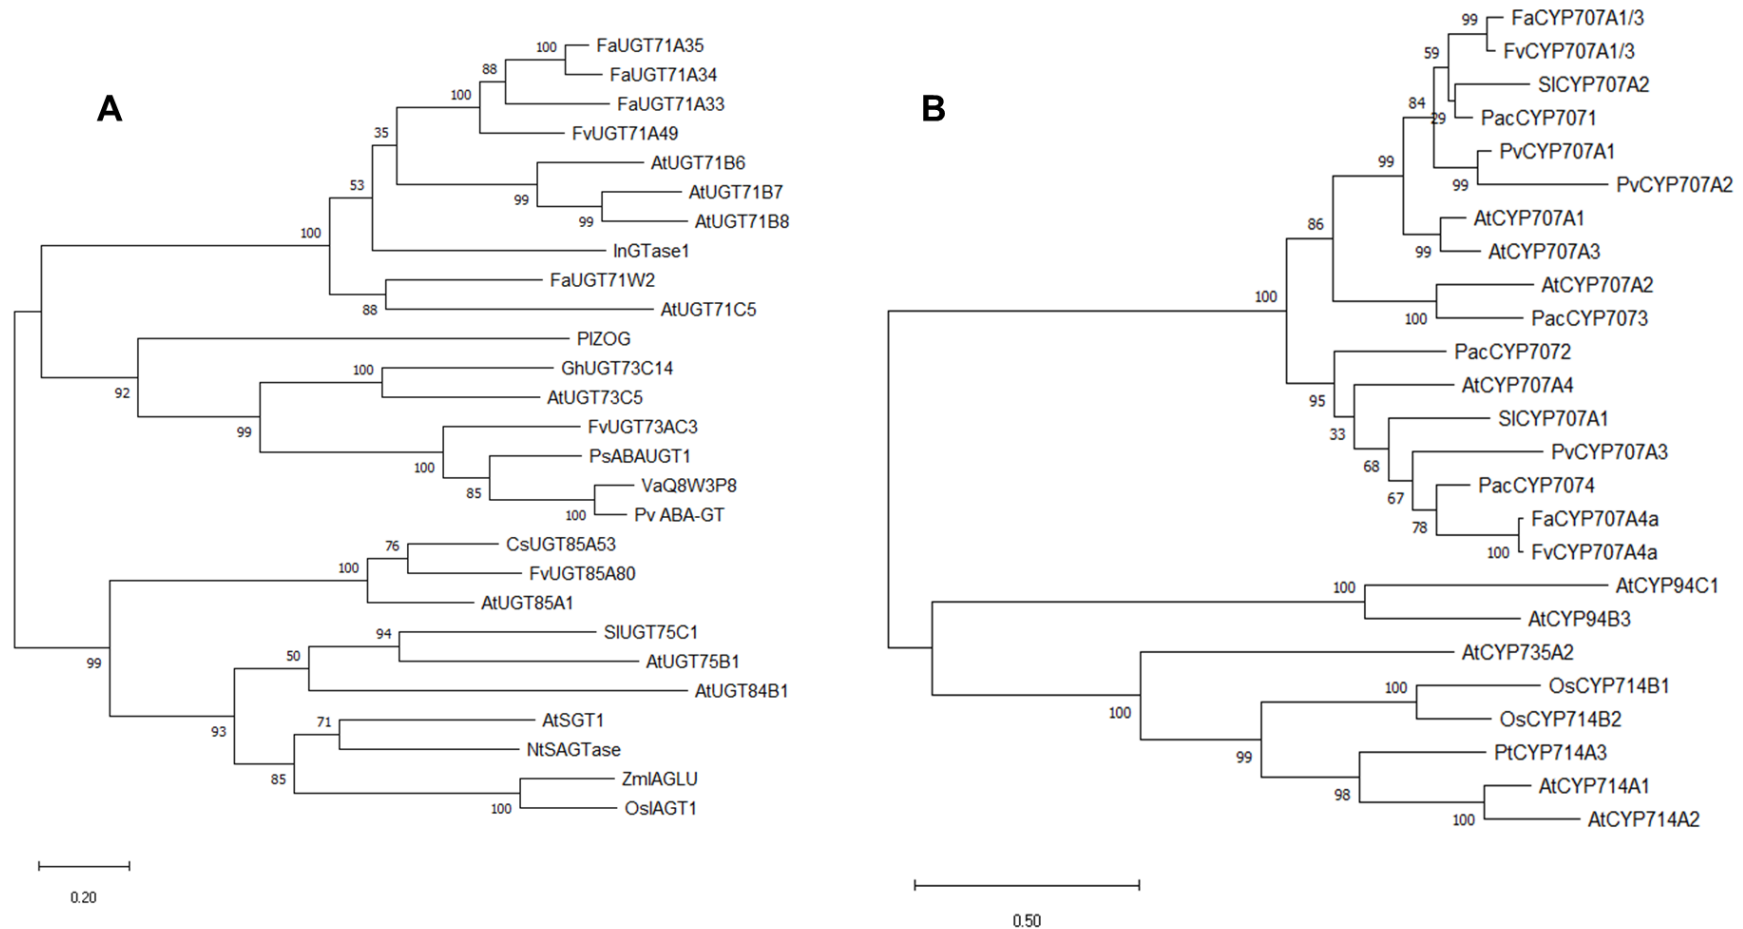 A
100
FaUGT71A35
88
FaUGT71A34
100
FaUGT71A33
35
FvUGT71A49
53
AtUGT71B6
99
AtUGT71B7
99
AtUGT71B8
100
InGTase1
FaUGT71W2
88
AtUGT71C5
PlZOG
92
100
GhUGT73C14
AtUGT73C5
99
FvUGT73AC3
100
PsABAUGT1
85
VaQ8W3P8
100
Pv ABA-GT
76
CsUGT85A53
100
FvUGT85A80
AtUGT85A1
99
94
SlUGT75C1
50
AtUGT75B1
AtUGT84B1
93
71
AtSGT1
NtSAGTase
85
ZmIAGLU
100
OsIAGT1
0.20
B
99
FaCYP707A1/3
59
FvCYP707A1/3
SlCYP707A2
84
29
PacCYP7071
99
PvCYP707A1
99
PvCYP707A2
86
AtCYP707A1
99
AtCYP707A3
100
AtCYP707A2
100
PacCYP7073
PacCYP7072
95
AtCYP707A4
33
SlCYP707A1
68
PvCYP707A3
67
PacCYP7074
78
FaCYP707A4a
100
FvCYP707A4a
100
AtCYP94C1
AtCYP94B3
AtCYP735A2
100
100
OsCYP714B1
OsCYP714B2
99
PtCYP714A3
98
AtCYP714A1
100
AtCYP714A2
0.50